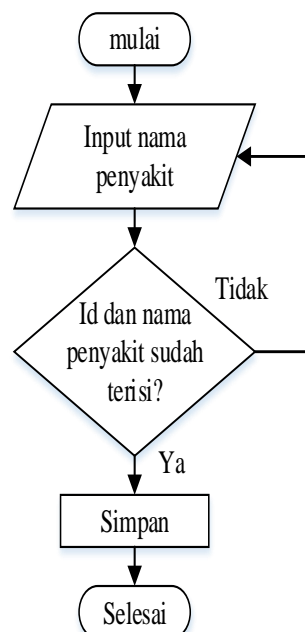 mulai
Input nama
penyakit
Tidak
Id dan nama
penyakit sudah
terisi?
Ya
Simpan
Selesai